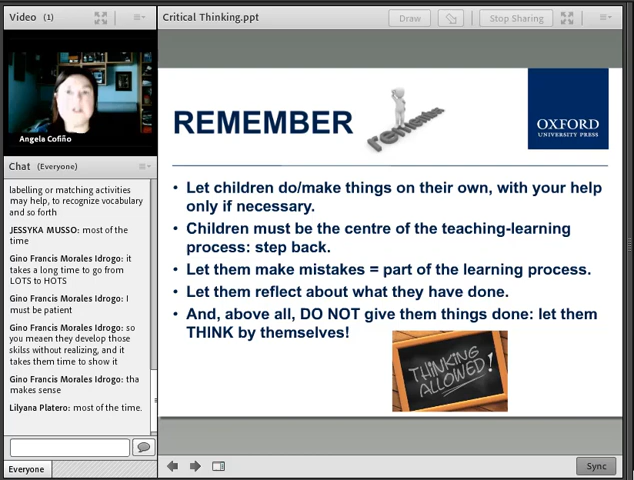 Video (1)
Angela Cofiño
Chat (Everyone)
labelling or matching activities
may help, to recognize vocabulary
and so forth
JESSYKA MUSSO: most of the
time
Gino Francis Morales Idrogo: it
takes a long time to go from
LOTS to HOTS
Gino Francis Morales Idrogo: I
must be patient
Gino Francis Morales Idrogo: so
you meaen they develop those
skilss without realizing, and it
takes them time to show it
Gino Francis Morales Idrogo: tha
makes sense
Lilyana Platero: most of the time.
Everyone
Critical Thinking.ppt
Draw
Stop Sharing
REMEMBER
remember
OXFORD
UNIVERSITY PRESS
• Let children do/make things on their own, with your help
only if necessary.
• Children must be the centre of the teaching-learning
process: step back.
• Let them make mistakes = part of the learning process.
• Let them reflect about what they have done.
• And, above all, DO NOT give them things done: let them
THINK by themselves!
THINKING
ALLOWED!
Sync